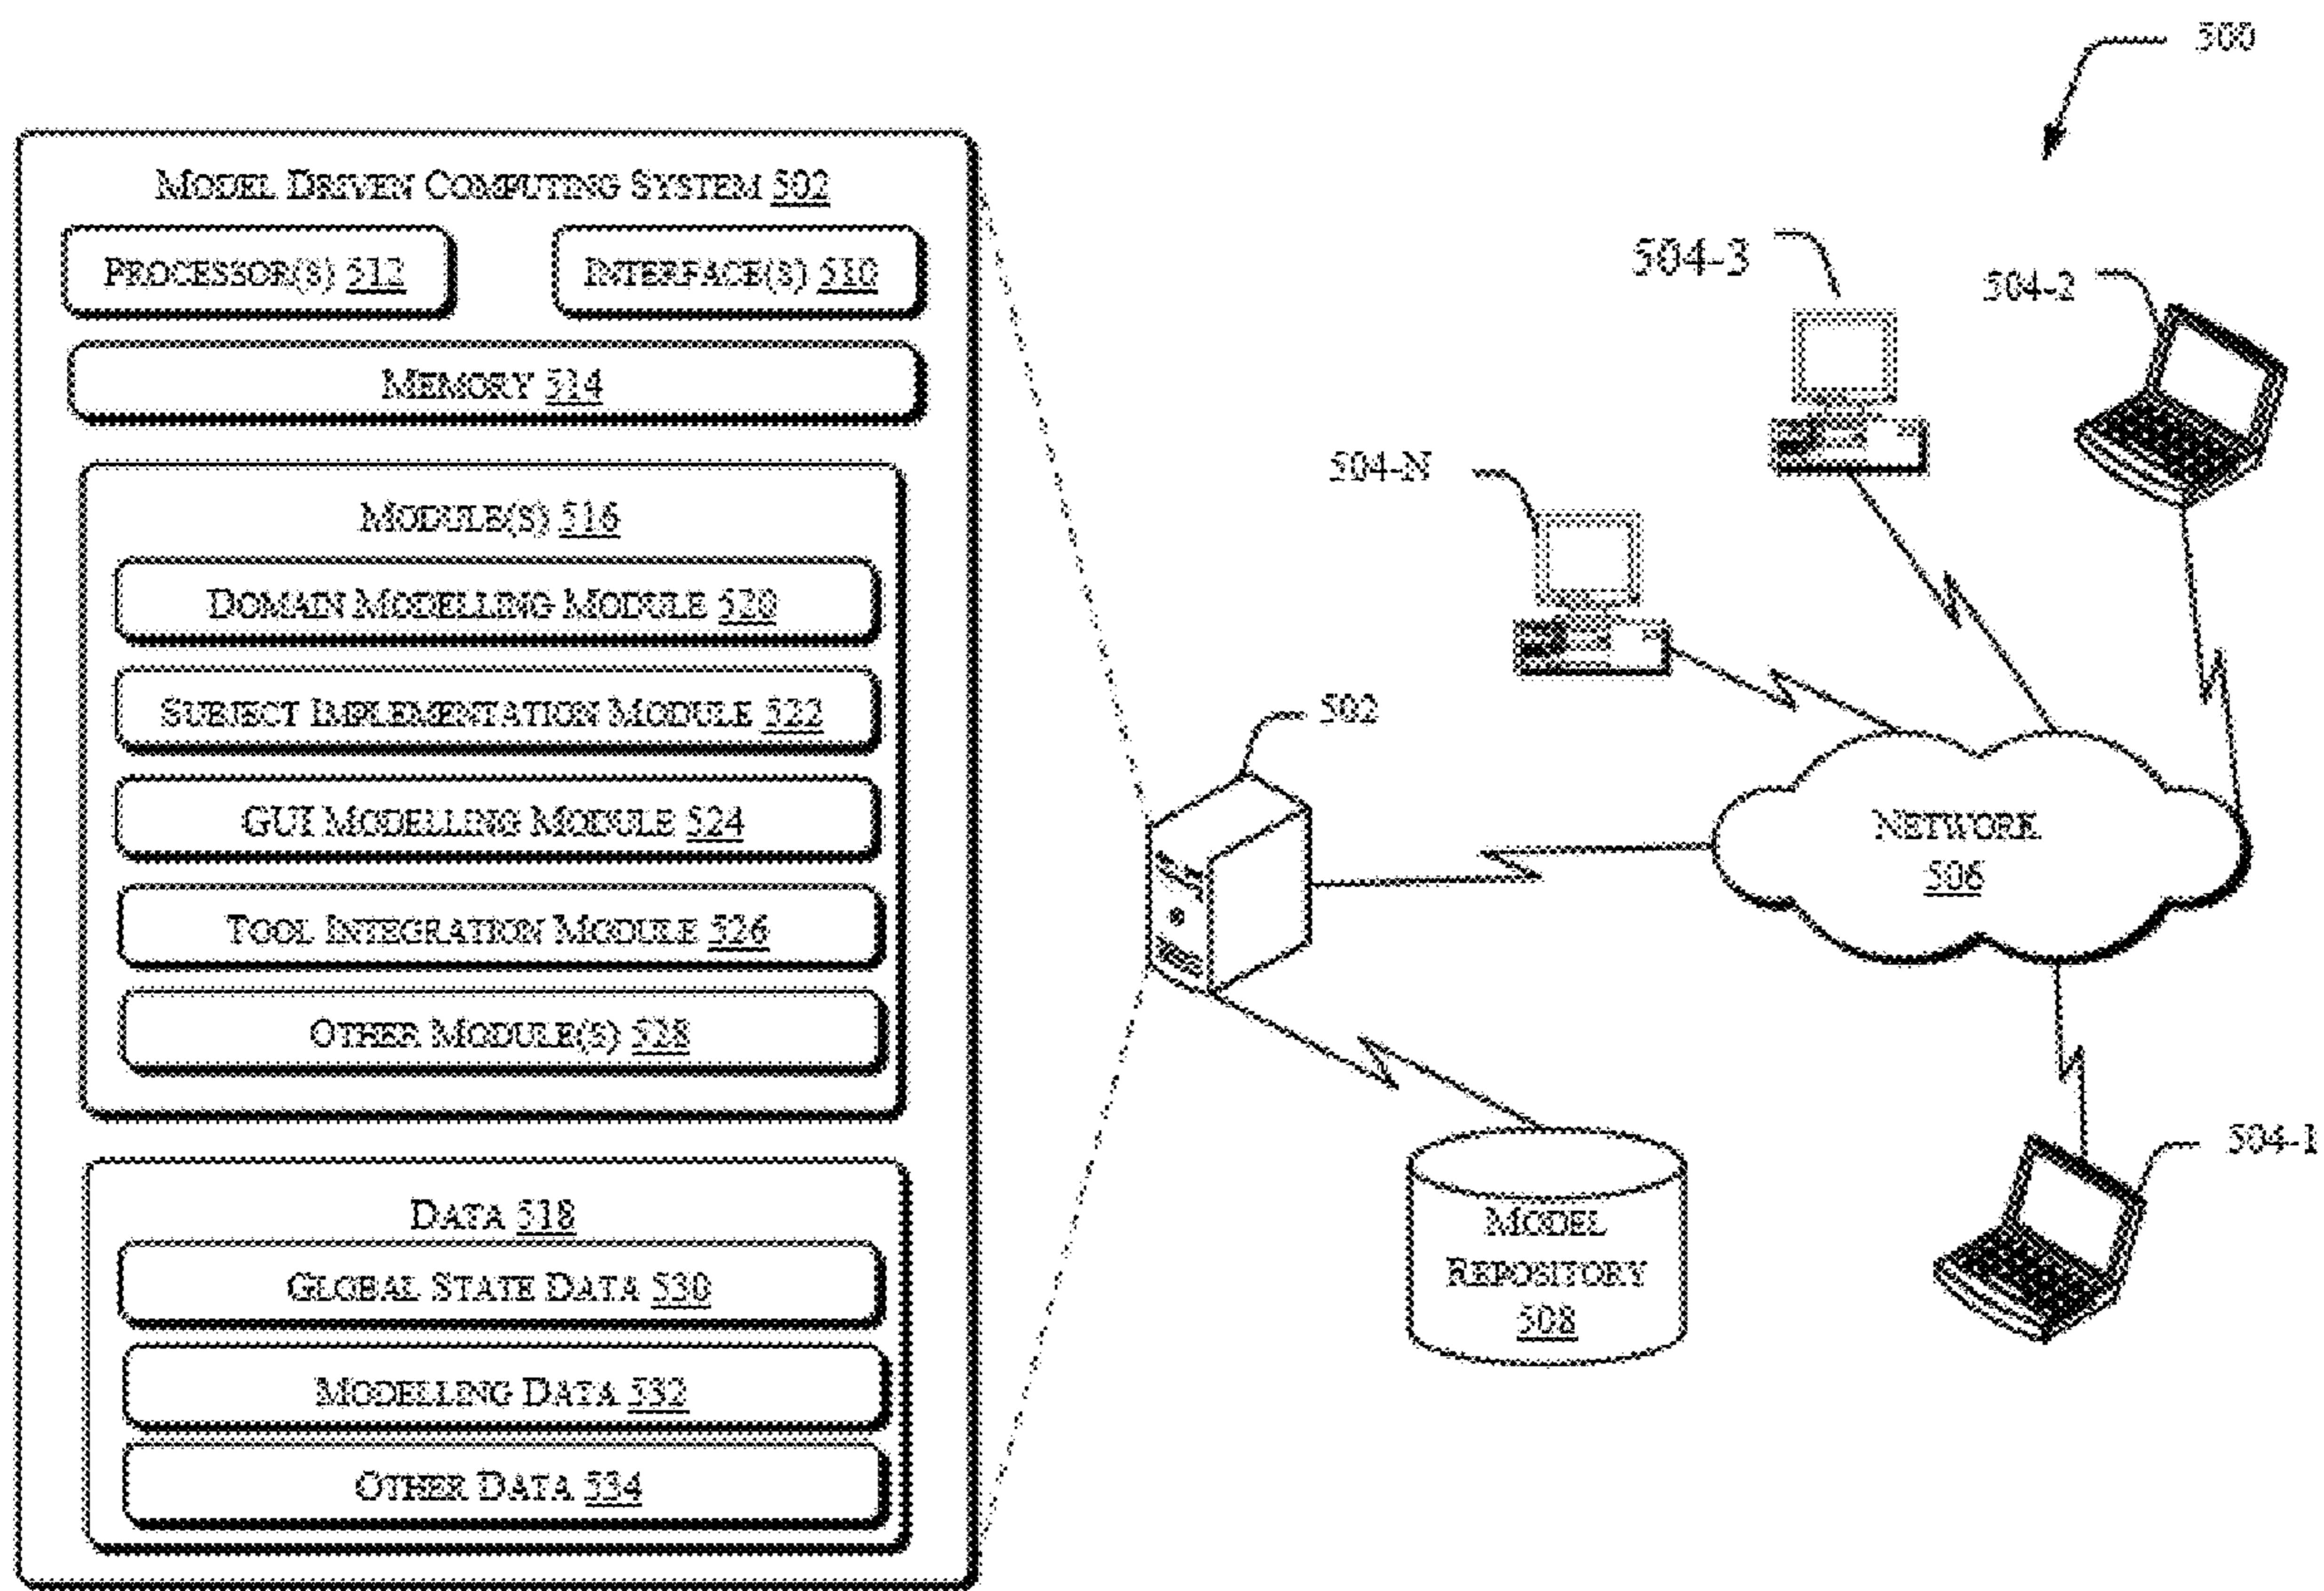 500
MODEL DRIVEN COMPUTING SYSTEM 502
PROCESSOR(S) 512
INTERFACE(S) 510
MEMORY 514
MODULE(S) 516
DOMAIN MODELLING MODULE 520
SUBJECT IMPLEMENTATION MODULE 522
GUI MODELLING MODULE 524
TOOL INTEGRATION MODULE 526
OTHER MODULE(S) 528
DATA 518
GLOBAL STATE DATA 530
MODELLING DATA 532
OTHER DATA 534
504-3
504-2
504-N
502
NETWORK
506
504-1
MODEL
REPOSITORY
508